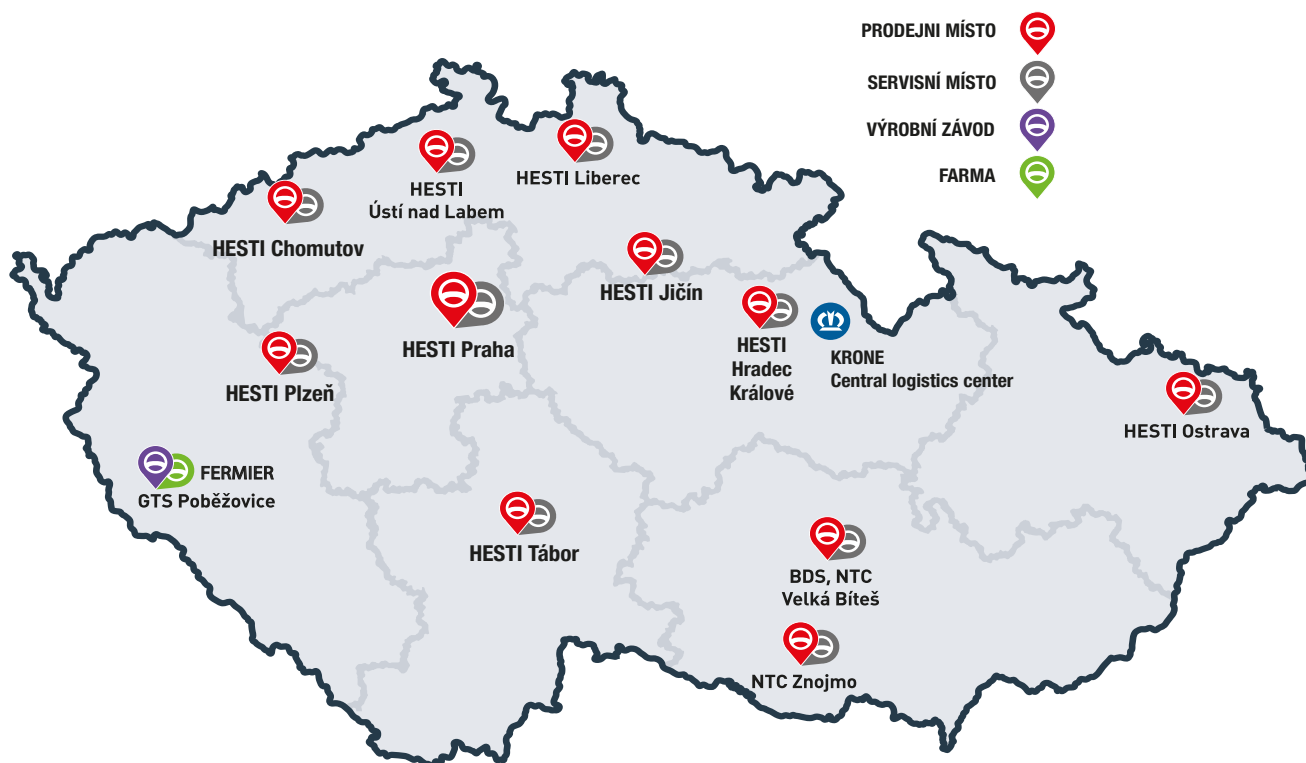 PRODEJNI MÍSTO
SERVISNÍ MÍSTO
VÝROBNÍ ZÁVOD
FARMA
HESTI
Ústí nad Labem
HESTI Liberec
HESTI Chomutov
HESTI Jičín
HESTI Praha
HESTI
Hradec
Králové
KRONE
Central logistics center
HESTI Plzeň
HESTI Ostrava
FERMIER
GTS Poběžovice
HESTI Tábor
BDS, NTC
Velká Bíteš
NTC Znojmo